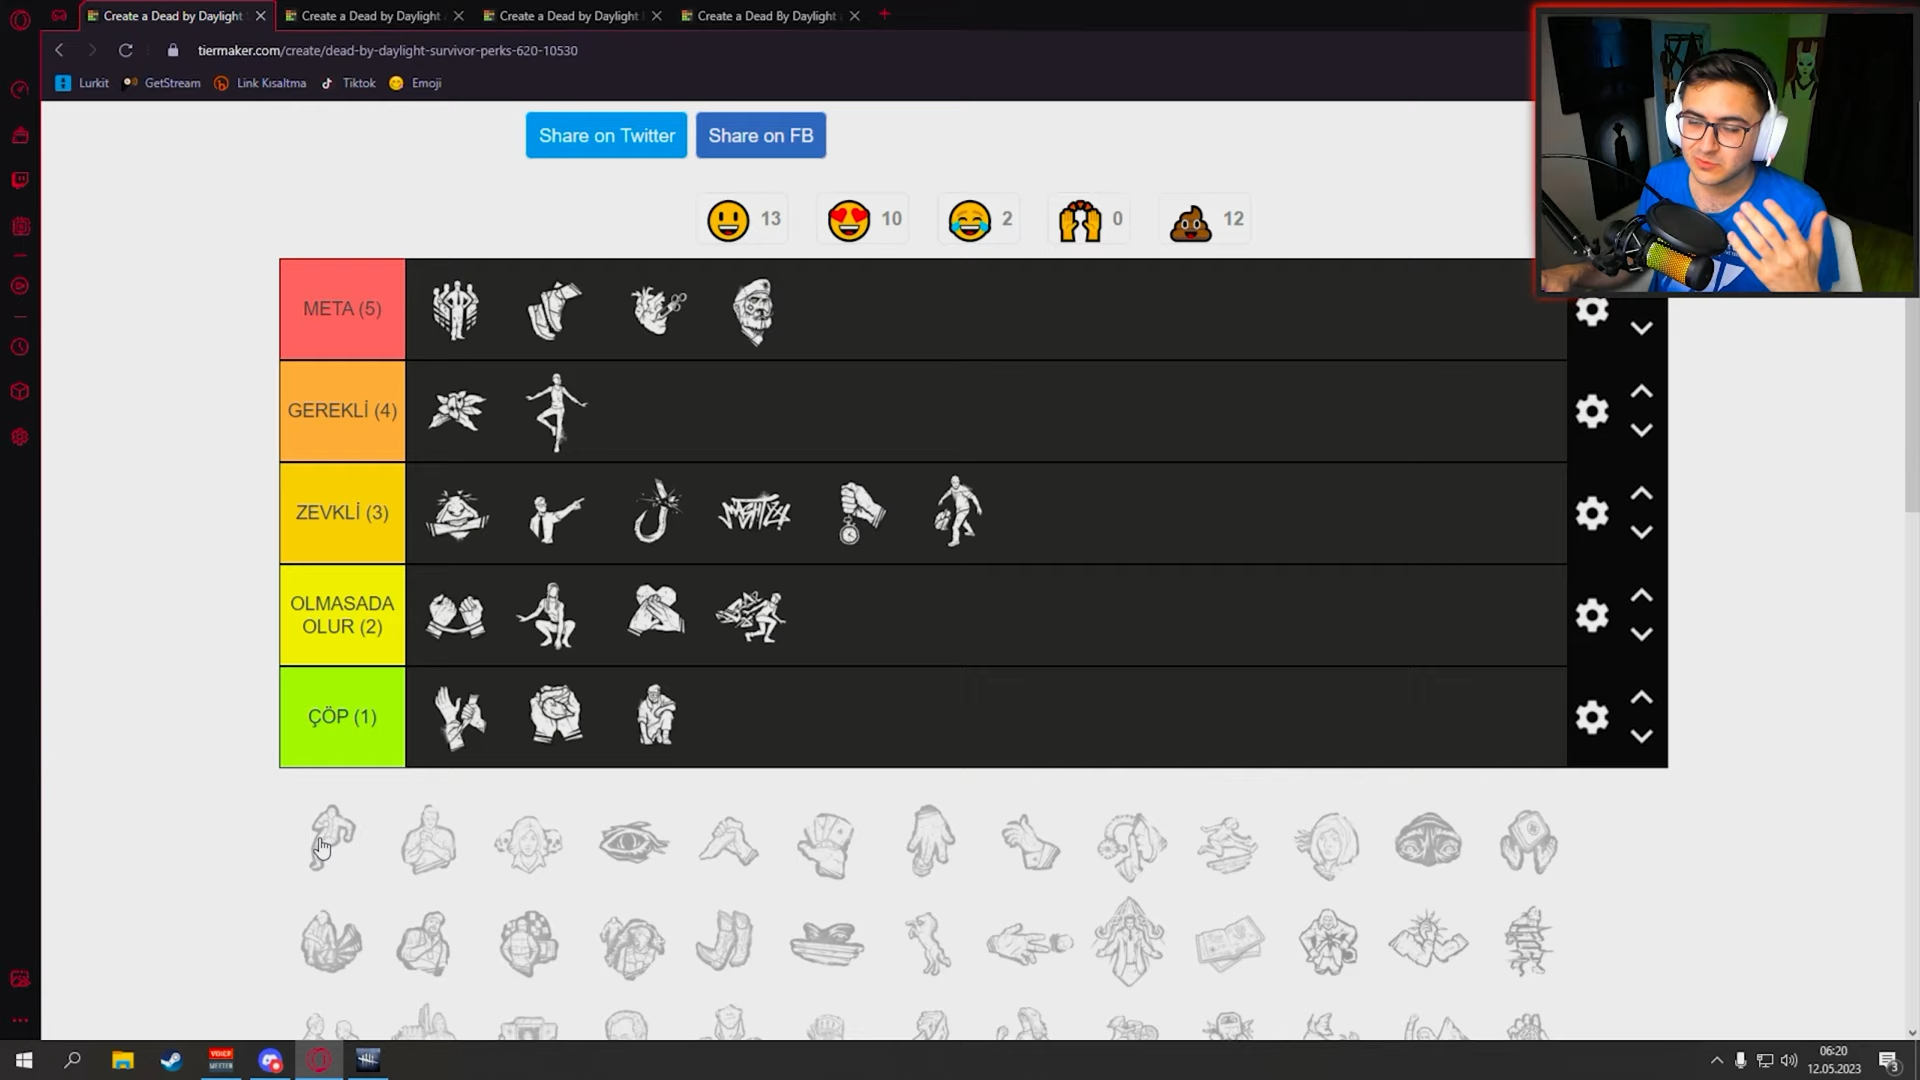 Create a Dead by Daylight
Create a Dead by Daylight
Create a Dead by Daylight
Create a Dead By Daylight
tiermaker.com/create/dead-by-daylight-survivor-perks-620-10530
Lurkit
GetStream
Link Kısaltma
Tiktok
Emoji
Share on Twitter
Share on FB
13
10
2
0
12
META (5)
GEREKLİ (4)
ZEVKLİ (3)
OLMASADA
OLUR (2)
ÇÖP (1)
VOICE
MEETER
06:20
12.05.2023
3